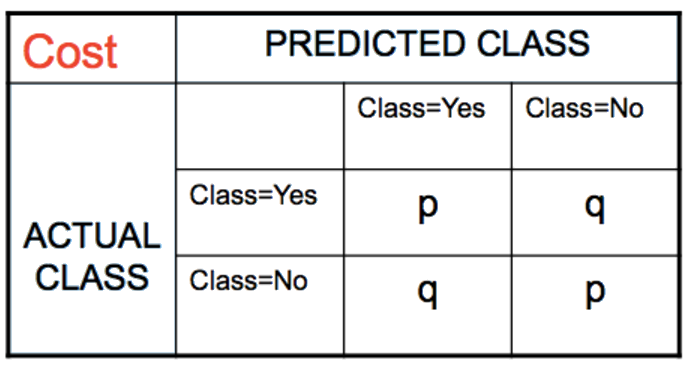 Cost
PREDICTED CLASS
Class=Yes
Class=No
ACTUAL
CLASS
Class=Yes
p
q
Class=No
q
p